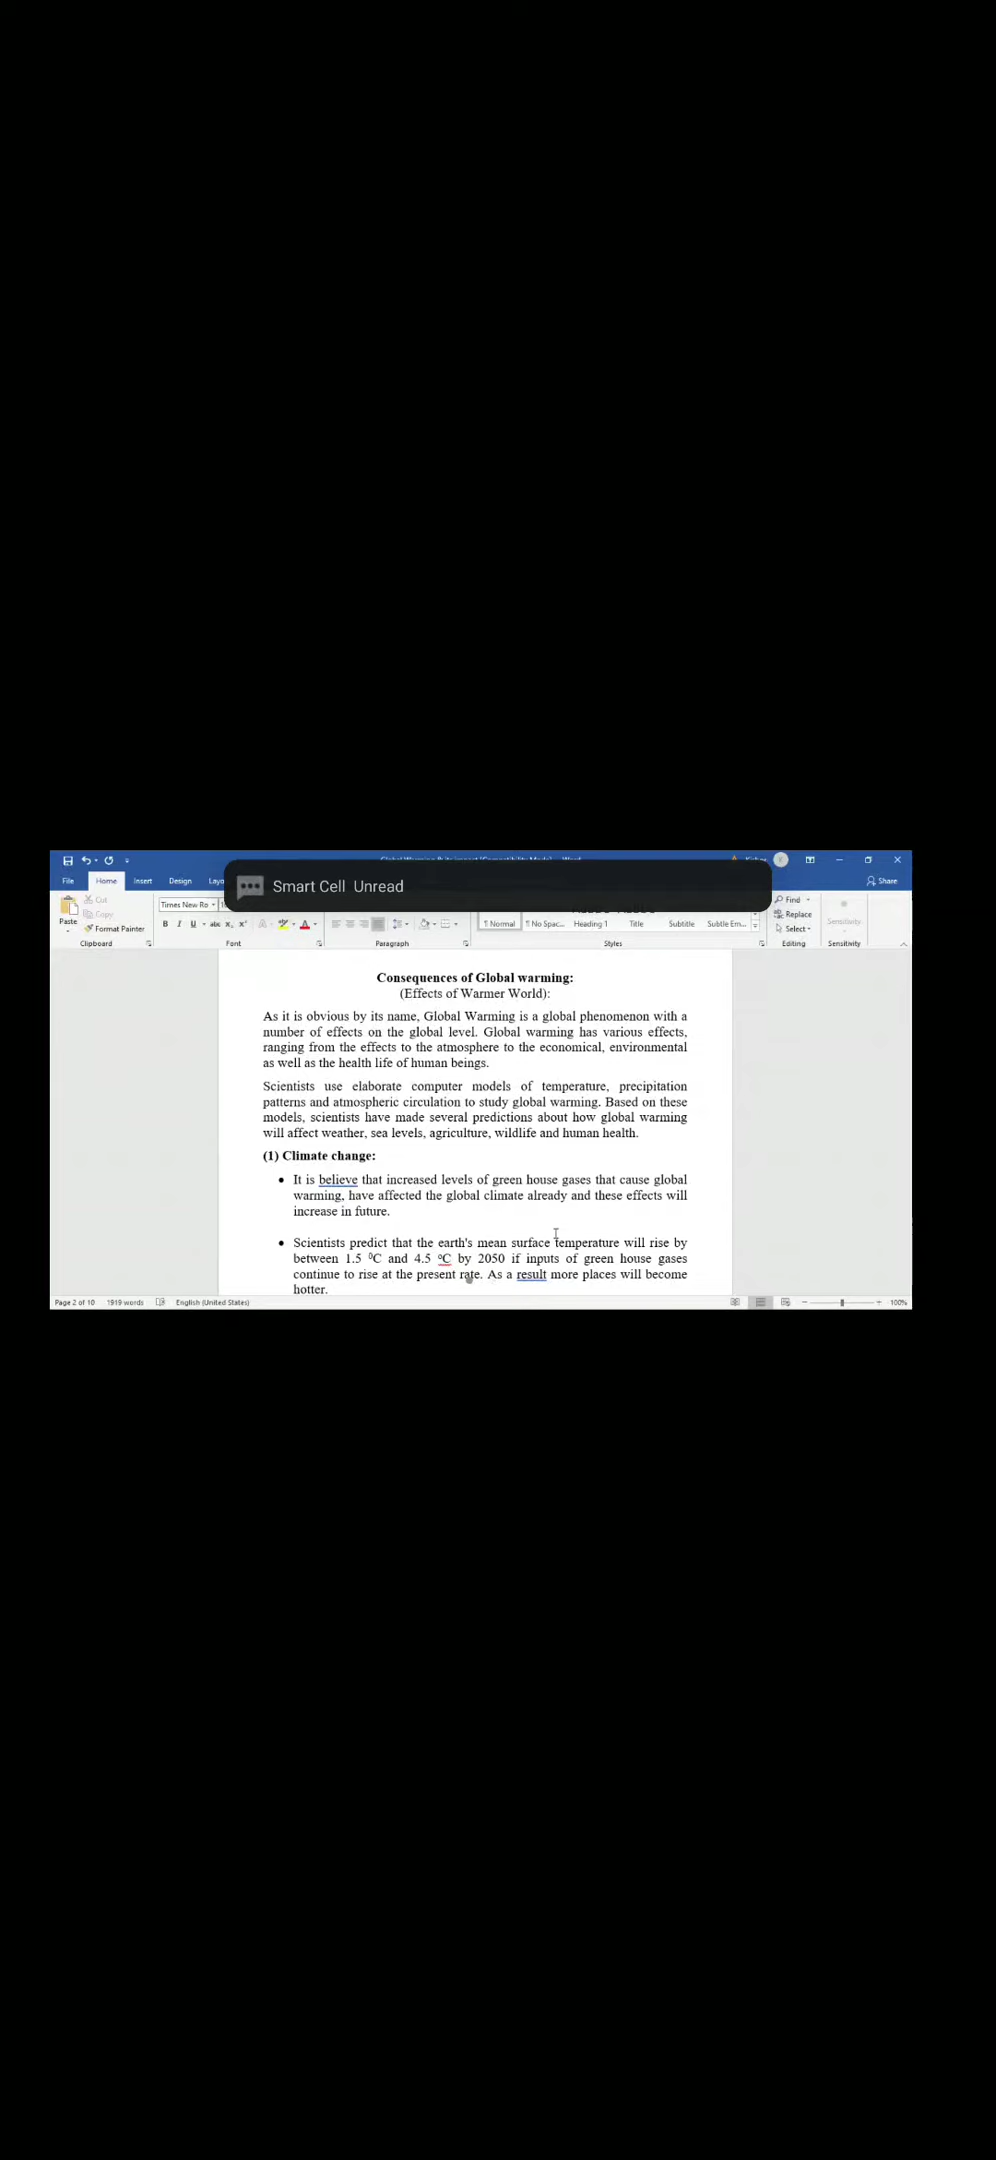 File Home Insert Design Layo
Smart Cell Unread
Share
Cut
Copy
Paste
Format Painter
Times New Ro
Find
Replace
Select
Sensitivity
B I U abc x₂ x²
¶ Normal ¶ No Spac... Heading 1 Title Subtitle Subtle Em...
Clipboard Font Paragraph Styles Editing Sensitivity
Consequences of Global warming:
(Effects of Warmer World):
As it is obvious by its name, Global Warming is a global phenomenon with a
number of effects on the global level. Global warming has various effects,
ranging from the effects to the atmosphere to the economical, environmental
as well as the health life of human beings.
Scientists use elaborate computer models of temperature, precipitation
patterns and atmospheric circulation to study global warming. Based on these
models, scientists have made several predictions about how global warming
will affect weather, sea levels, agriculture, wildlife and human health.
(1) Climate change:
• It is believe that increased levels of green house gases that cause global
warming, have affected the global climate already and these effects will
increase in future.
• Scientists predict that the earth's mean surface temperature will rise by
between 1.5 ⁰C and 4.5 ⁰C by 2050 if inputs of green house gases
continue to rise at the present rate. As a result more places will become
hotter.
Page 2 of 10 1919 words English (United States) 100%